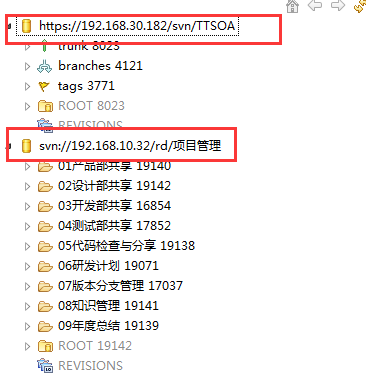 https://192.168.30.182/svn/TTSOA
trunk 8023
branches 4121
tags 3771
ROOT 8023
REVISIONS
svn://192.168.10.32/rd/项目管理
01产品部共享 19140
02设计部共享 19142
03开发部共享 16854
04测试部共享 17852
05代码检查与分享 19138
06研发计划 19071
07版本分支管理 17037
08知识管理 19141
09年度总结 19139
ROOT 19142
REVISIONS